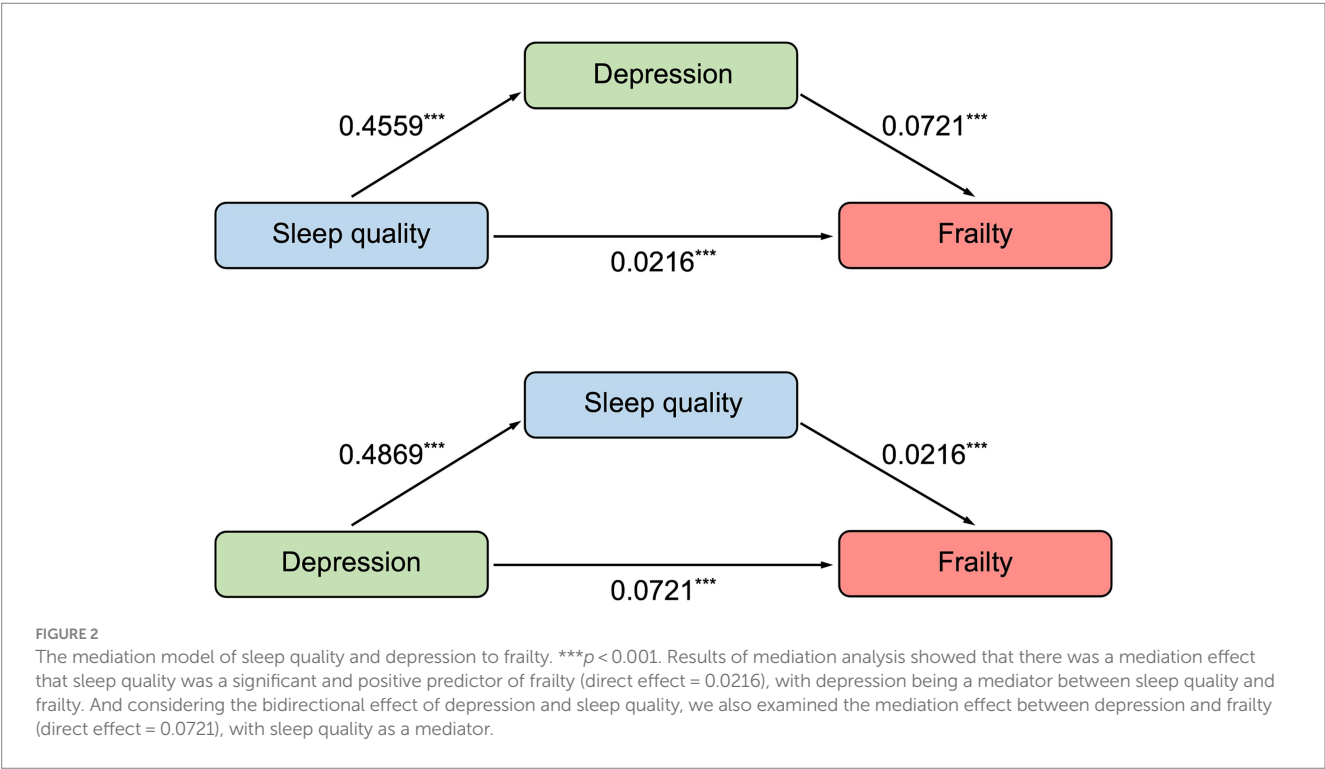 Depression
0.4559***
0.0721***
Sleep quality
Frailty
0.0216***
Sleep quality
0.4869***
0.0216***
Depression
Frailty
0.0721***
FIGURE 2
The mediation model of sleep quality and depression to frailty. ***p < 0.001. Results of mediation analysis showed that there was a mediation effect
that sleep quality was a significant and positive predictor of frailty (direct effect = 0.0216), with depression being a mediator between sleep quality and
frailty. And considering the bidirectional effect of depression and sleep quality, we also examined the mediation effect between depression and frailty
(direct effect = 0.0721), with sleep quality as a mediator.